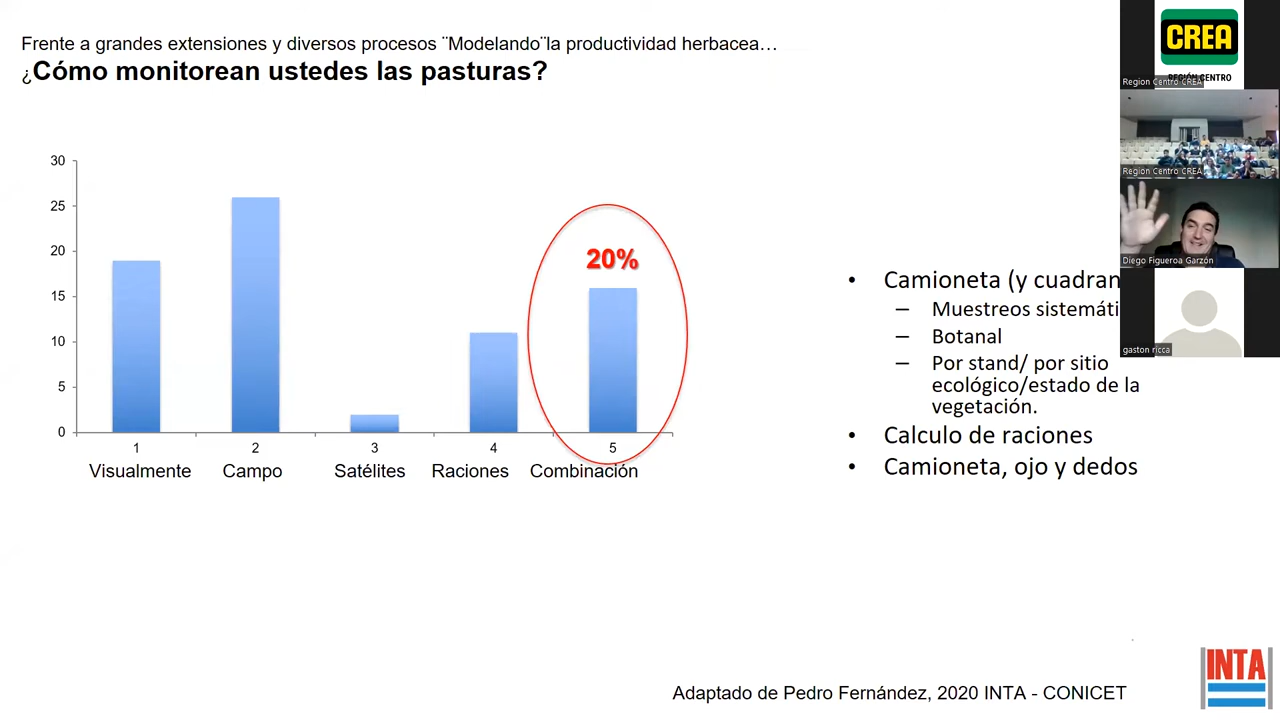 Frente a grandes extensiones y diversos procesos ¨Modelando¨la productividad herbacea…
¿Cómo monitorean ustedes las pasturas?
30
25
20
15
10
5
0
20%
1
2
3
4
5
Visualmente
Campo
Satélites
Raciones
Combinación
• Camioneta (y cuadran
– Muestreos sistemáti
– Botanal
– Por stand/ por sitio
ecológico/estado de la
vegetación.
• Calculo de raciones
• Camioneta, ojo y dedos
Adaptado de Pedro Fernández, 2020 INTA - CONICET
INTA
CREA
REGIÓN CENTRO
Region Centro CREA
Region Centro CREA
Diego Figueroa Garzón
gaston ricca